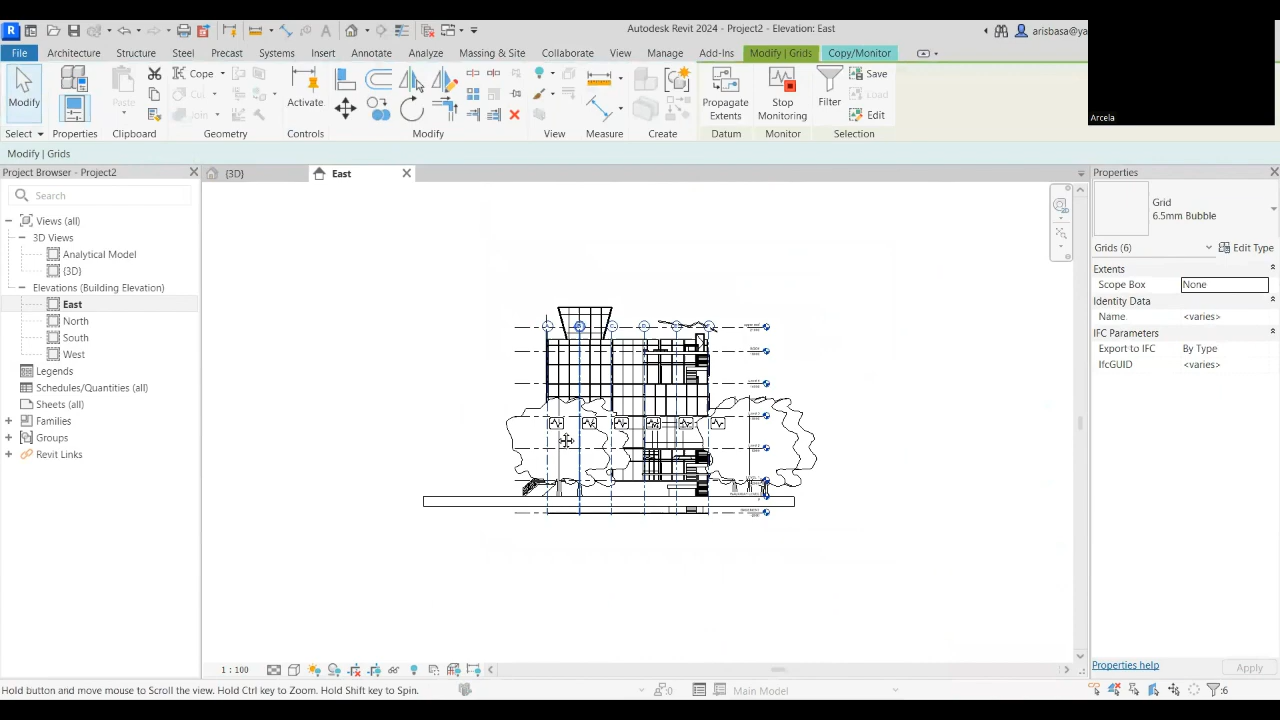 Autodesk Revit 2024 - Project2 - Elevation: East
arisbasa@ya
File Architecture Structure Steel Precast Systems Insert Annotate Analyze Massing & Site Collaborate View Manage Add-Ins Modify | Grids Copy/Monitor
Modify
Select
Properties
Paste
Clipboard
Cope
Cut
Join
Geometry
Activate
Controls
Modify
View
Measure
Create
Propagate
Extents
Datum
Stop
Monitoring
Monitor
Filter
Save
Load
Edit
Selection
Arcela
Modify | Grids
Project Browser - Project2
Search
Views (all)
3D Views
Analytical Model
{3D}
Elevations (Building Elevation)
East
North
South
West
Legends
Schedules/Quantities (all)
Sheets (all)
Families
Groups
Revit Links
{3D}
East
1 : 100
Properties
Grid
6.5mm Bubble
Grids (6)
Edit Type
Extents
Scope Box None
Identity Data
Name <varies>
IFC Parameters
Export to IFC By Type
IfcGUID <varies>
Properties help
Apply
Hold button and move mouse to Scroll the view. Hold Ctrl key to Zoom. Hold Shift key to Spin.
:0
Main Model
:6